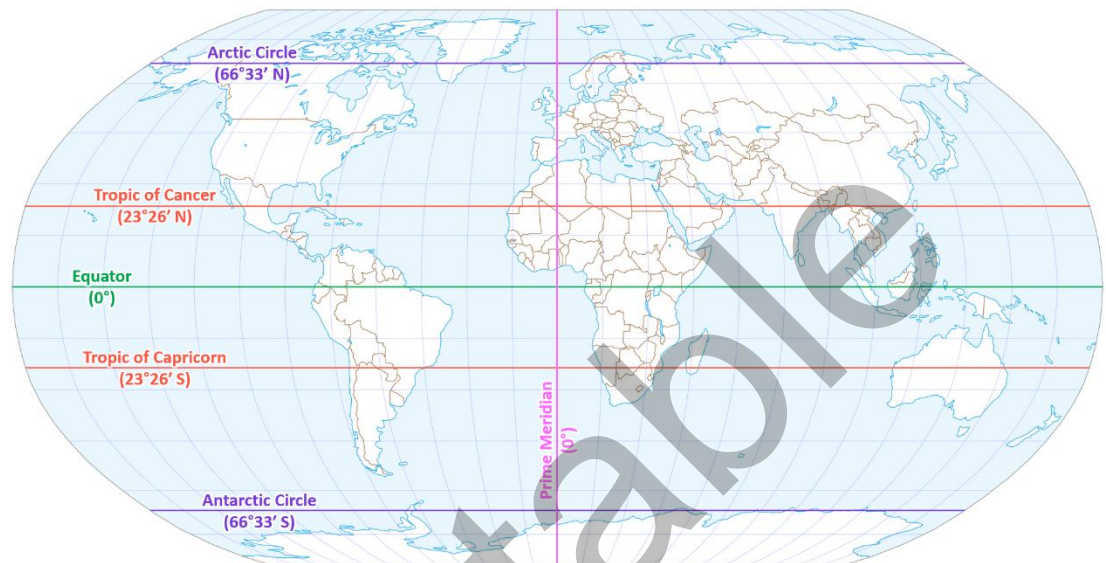 Arctic Circle
(66°33’ N)
Tropic of Cancer
(23°26’ N)
Equator
(0°)
Tropic of Capricorn
(23°26’ S)
Prime Meridian
(0°)
Antarctic Circle
(66°33’ S)
table